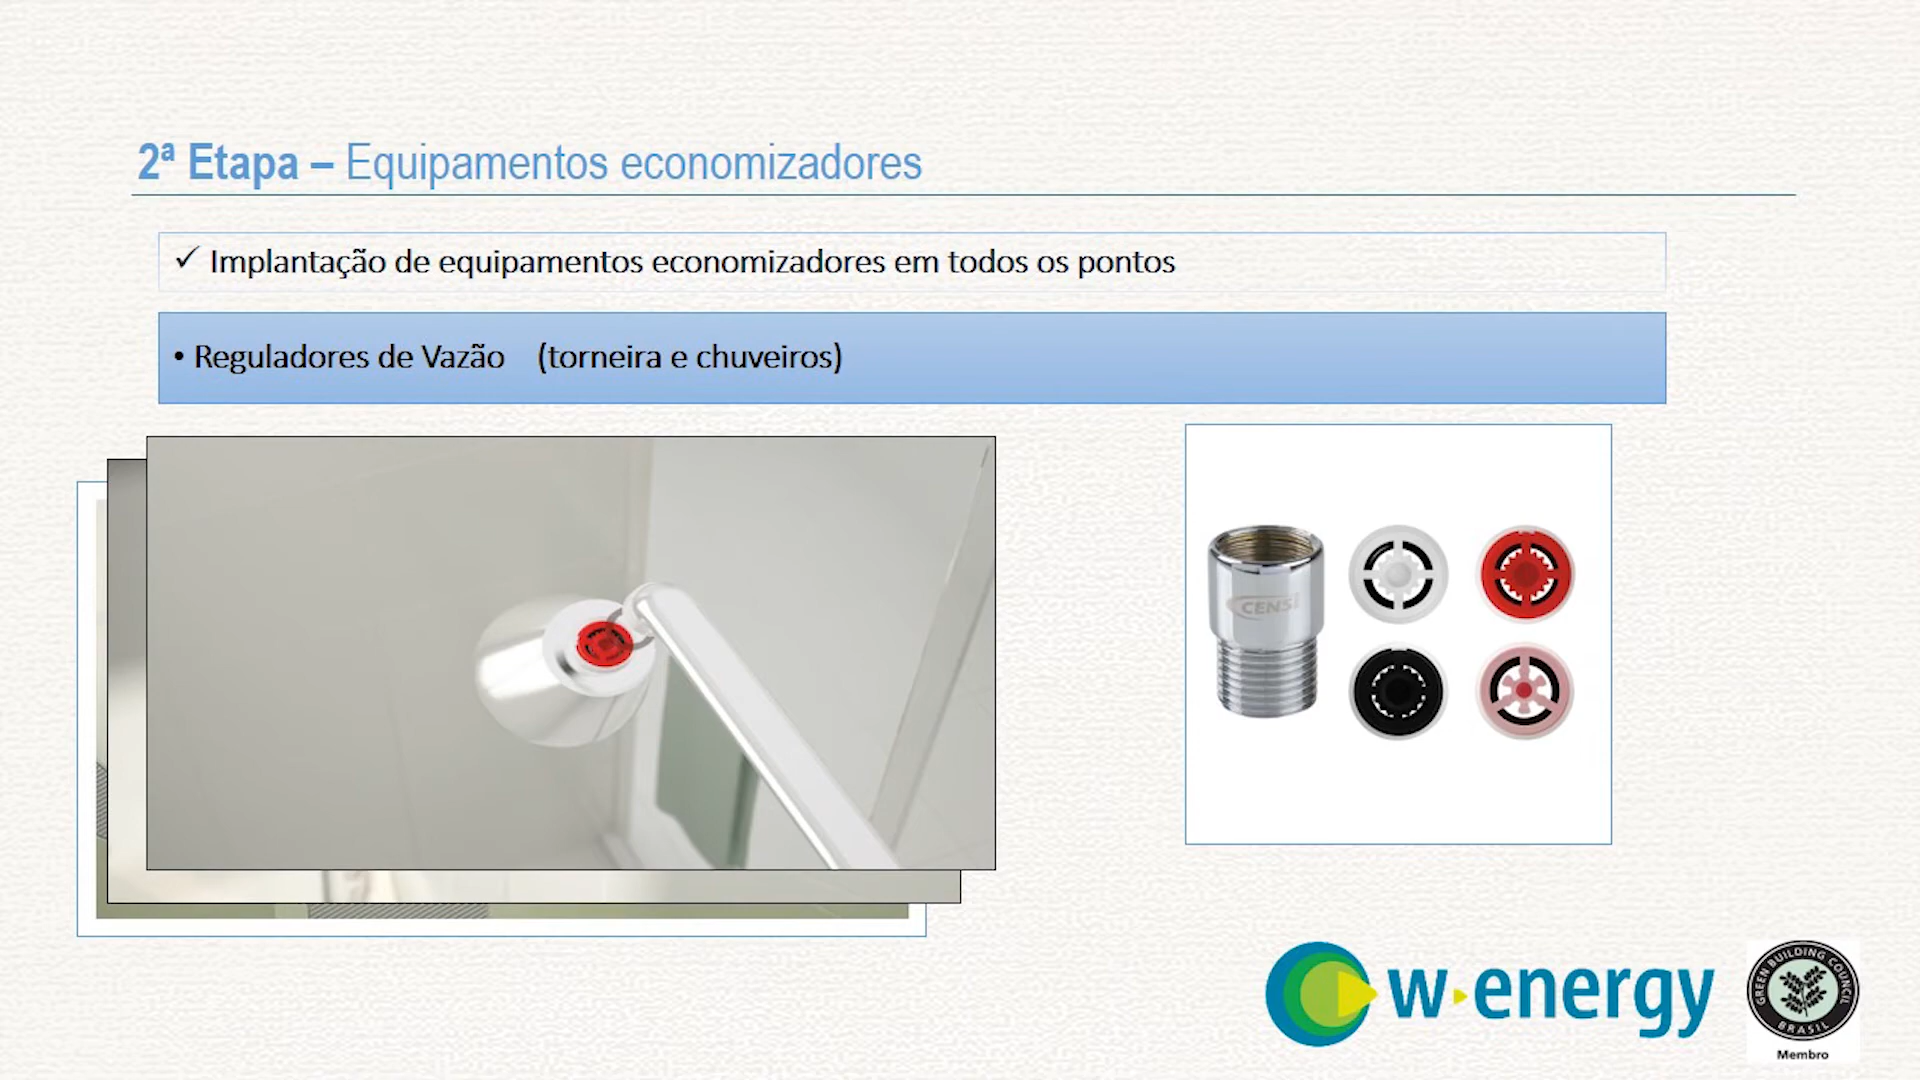 2ª Etapa – Equipamentos economizadores
✓ Implantação de equipamentos economizadores em todos os pontos
• Reguladores de Vazão (torneira e chuveiros)
CENSI
w energy
GREEN BUILDING COUNCIL
BRASIL
Membro